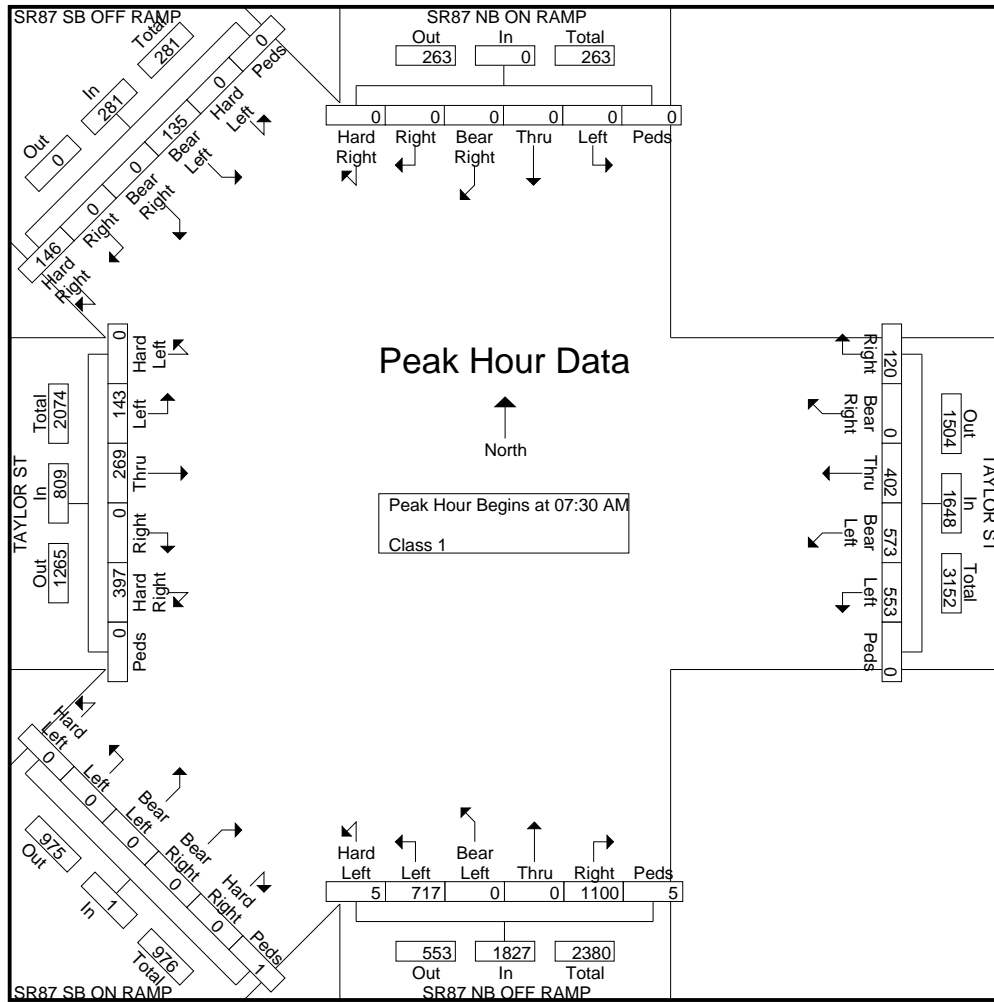 SR87 SB OFF RAMP
Total
281
In
281
Out
0
0
0
135
0
0
146
Peds
Hard Left
Bear Left
Bear Right
Right
Hard Right
SR87 NB ON RAMP
Out In Total
263 0 263
0 0 0 0 0 0
Hard Right
Right
Bear Right
Thru
Left
Peds
TAYLOR ST
Total
2074
In
809
Out
1265
0
143
269
0
397
0
Hard Left
Left
Thru
Right
Hard Right
Peds
Peak Hour Data
North
Peak Hour Begins at 07:30 AM
Class 1
Right
Bear Right
Thru
Bear Left
Left
Peds
120
0
402
573
553
0
Out
1504
In
1648
Total
3152
TAYLOR ST
Hard Left
Left
Bear Left
Bear Right
Hard Right
Peds
0
0
0
0
0
1
975
Out
1
In
976
Total
SR87 SB ON RAMP
Hard Left
Left
Bear Left
Thru
Right
Peds
5 717 0 0 1100 5
553 1827 2380
Out In Total
SR87 NB OFF RAMP